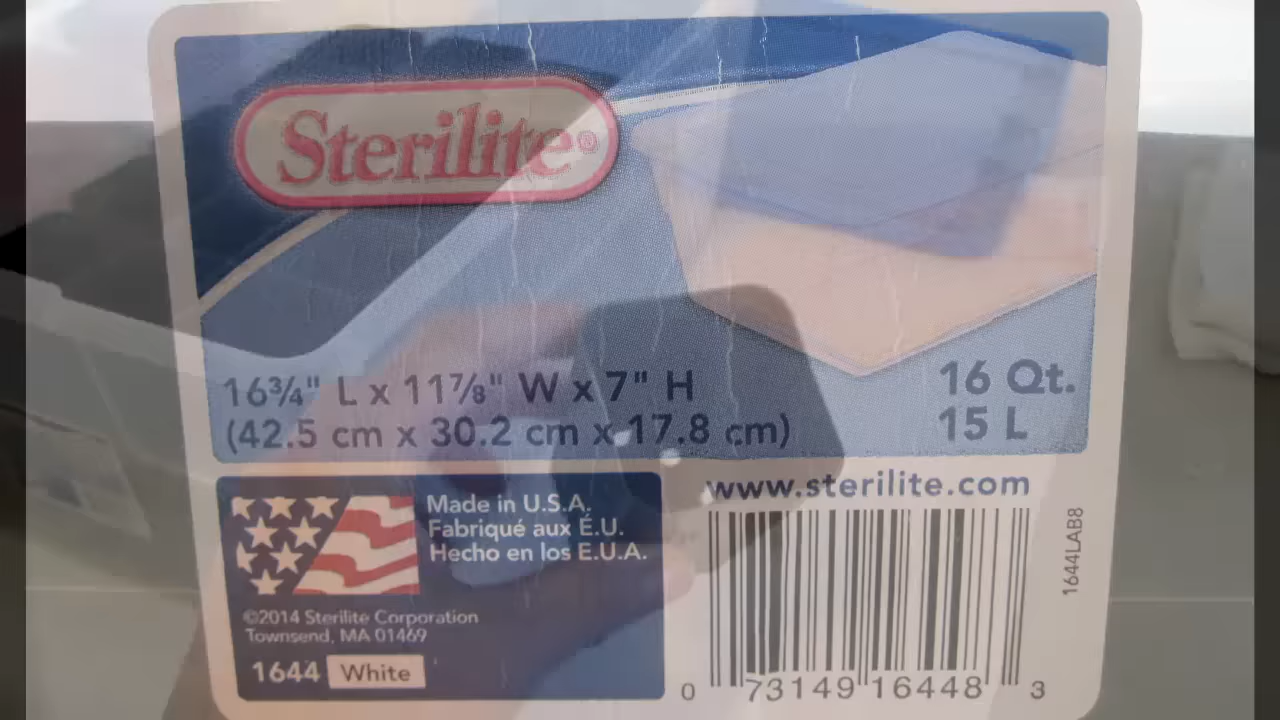 Sterilite®
16¾" L x 11⅞" W x 7" H
(42.5 cm x 30.2 cm x 17.8 cm)
16 Qt.
15 L
Made in U.S.A.
Fabriqué aux É.U.
Hecho en los E.U.A.
©2014 Sterilite Corporation
Townsend, MA 01469
1644 White
www.sterilite.com
1644LAB8
0 73149 16448 3